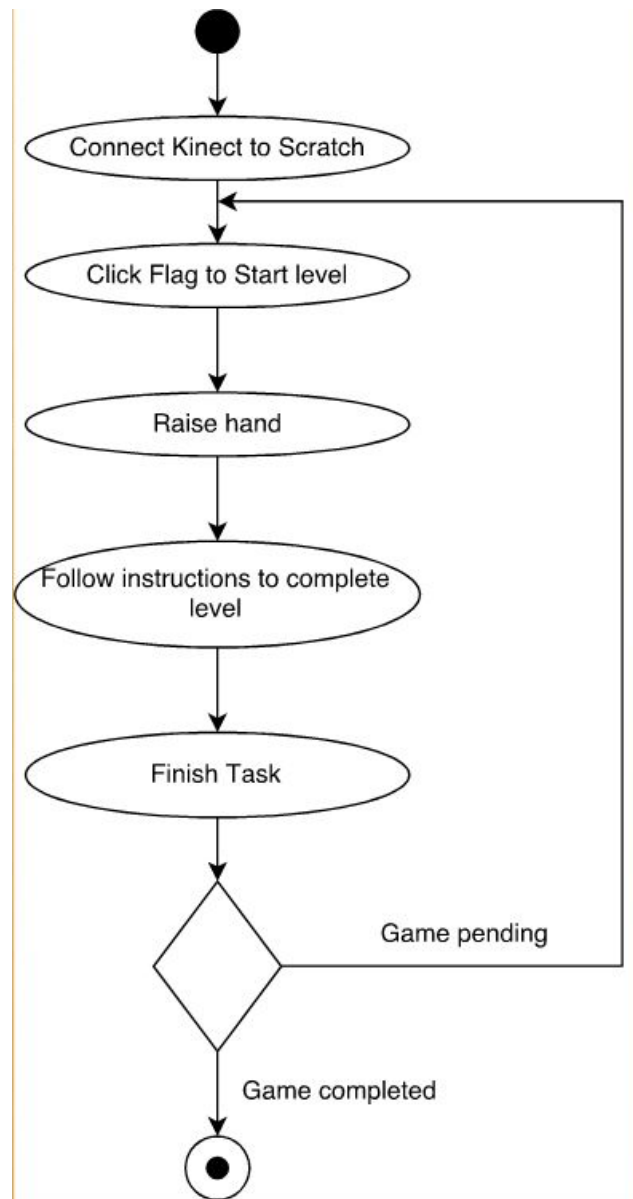 Connect Kinect to Scratch
Click Flag to Start level
Raise hand
Follow instructions to complete
level
Finish Task
Game pending
Game completed